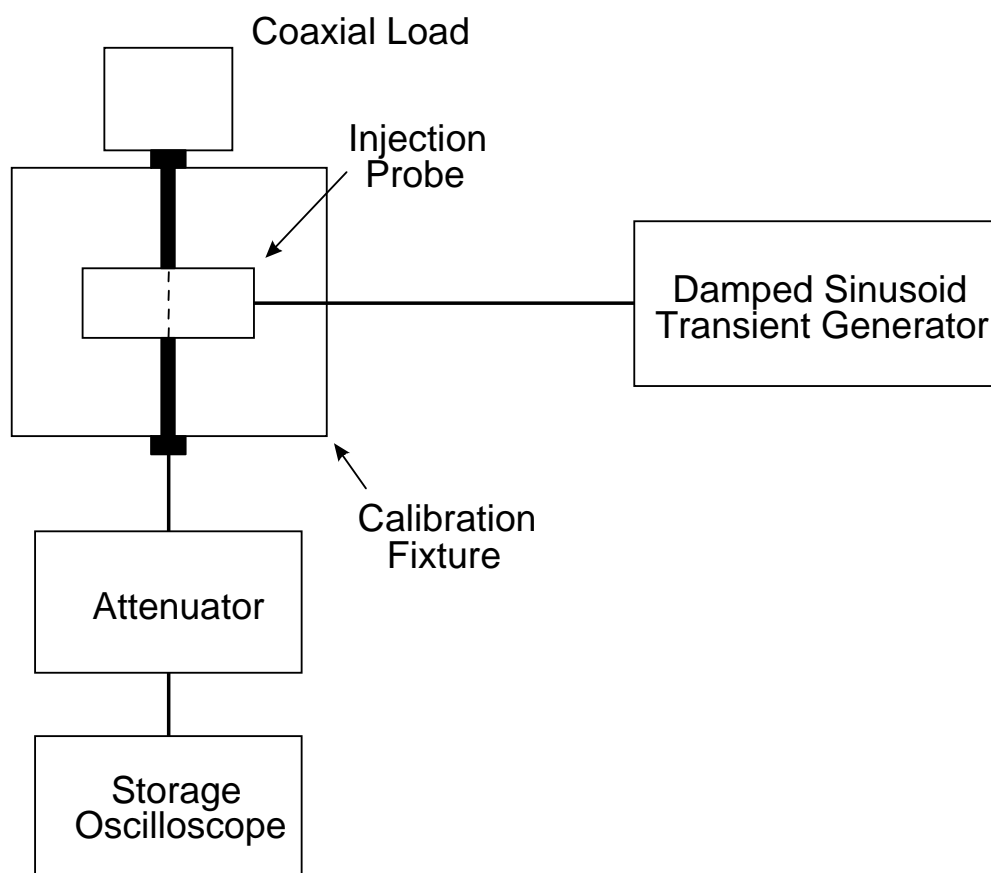 Coaxial Load
Injection
Probe
Damped Sinusoid
Transient Generator
Calibration
Fixture
Attenuator
Storage
Oscilloscope